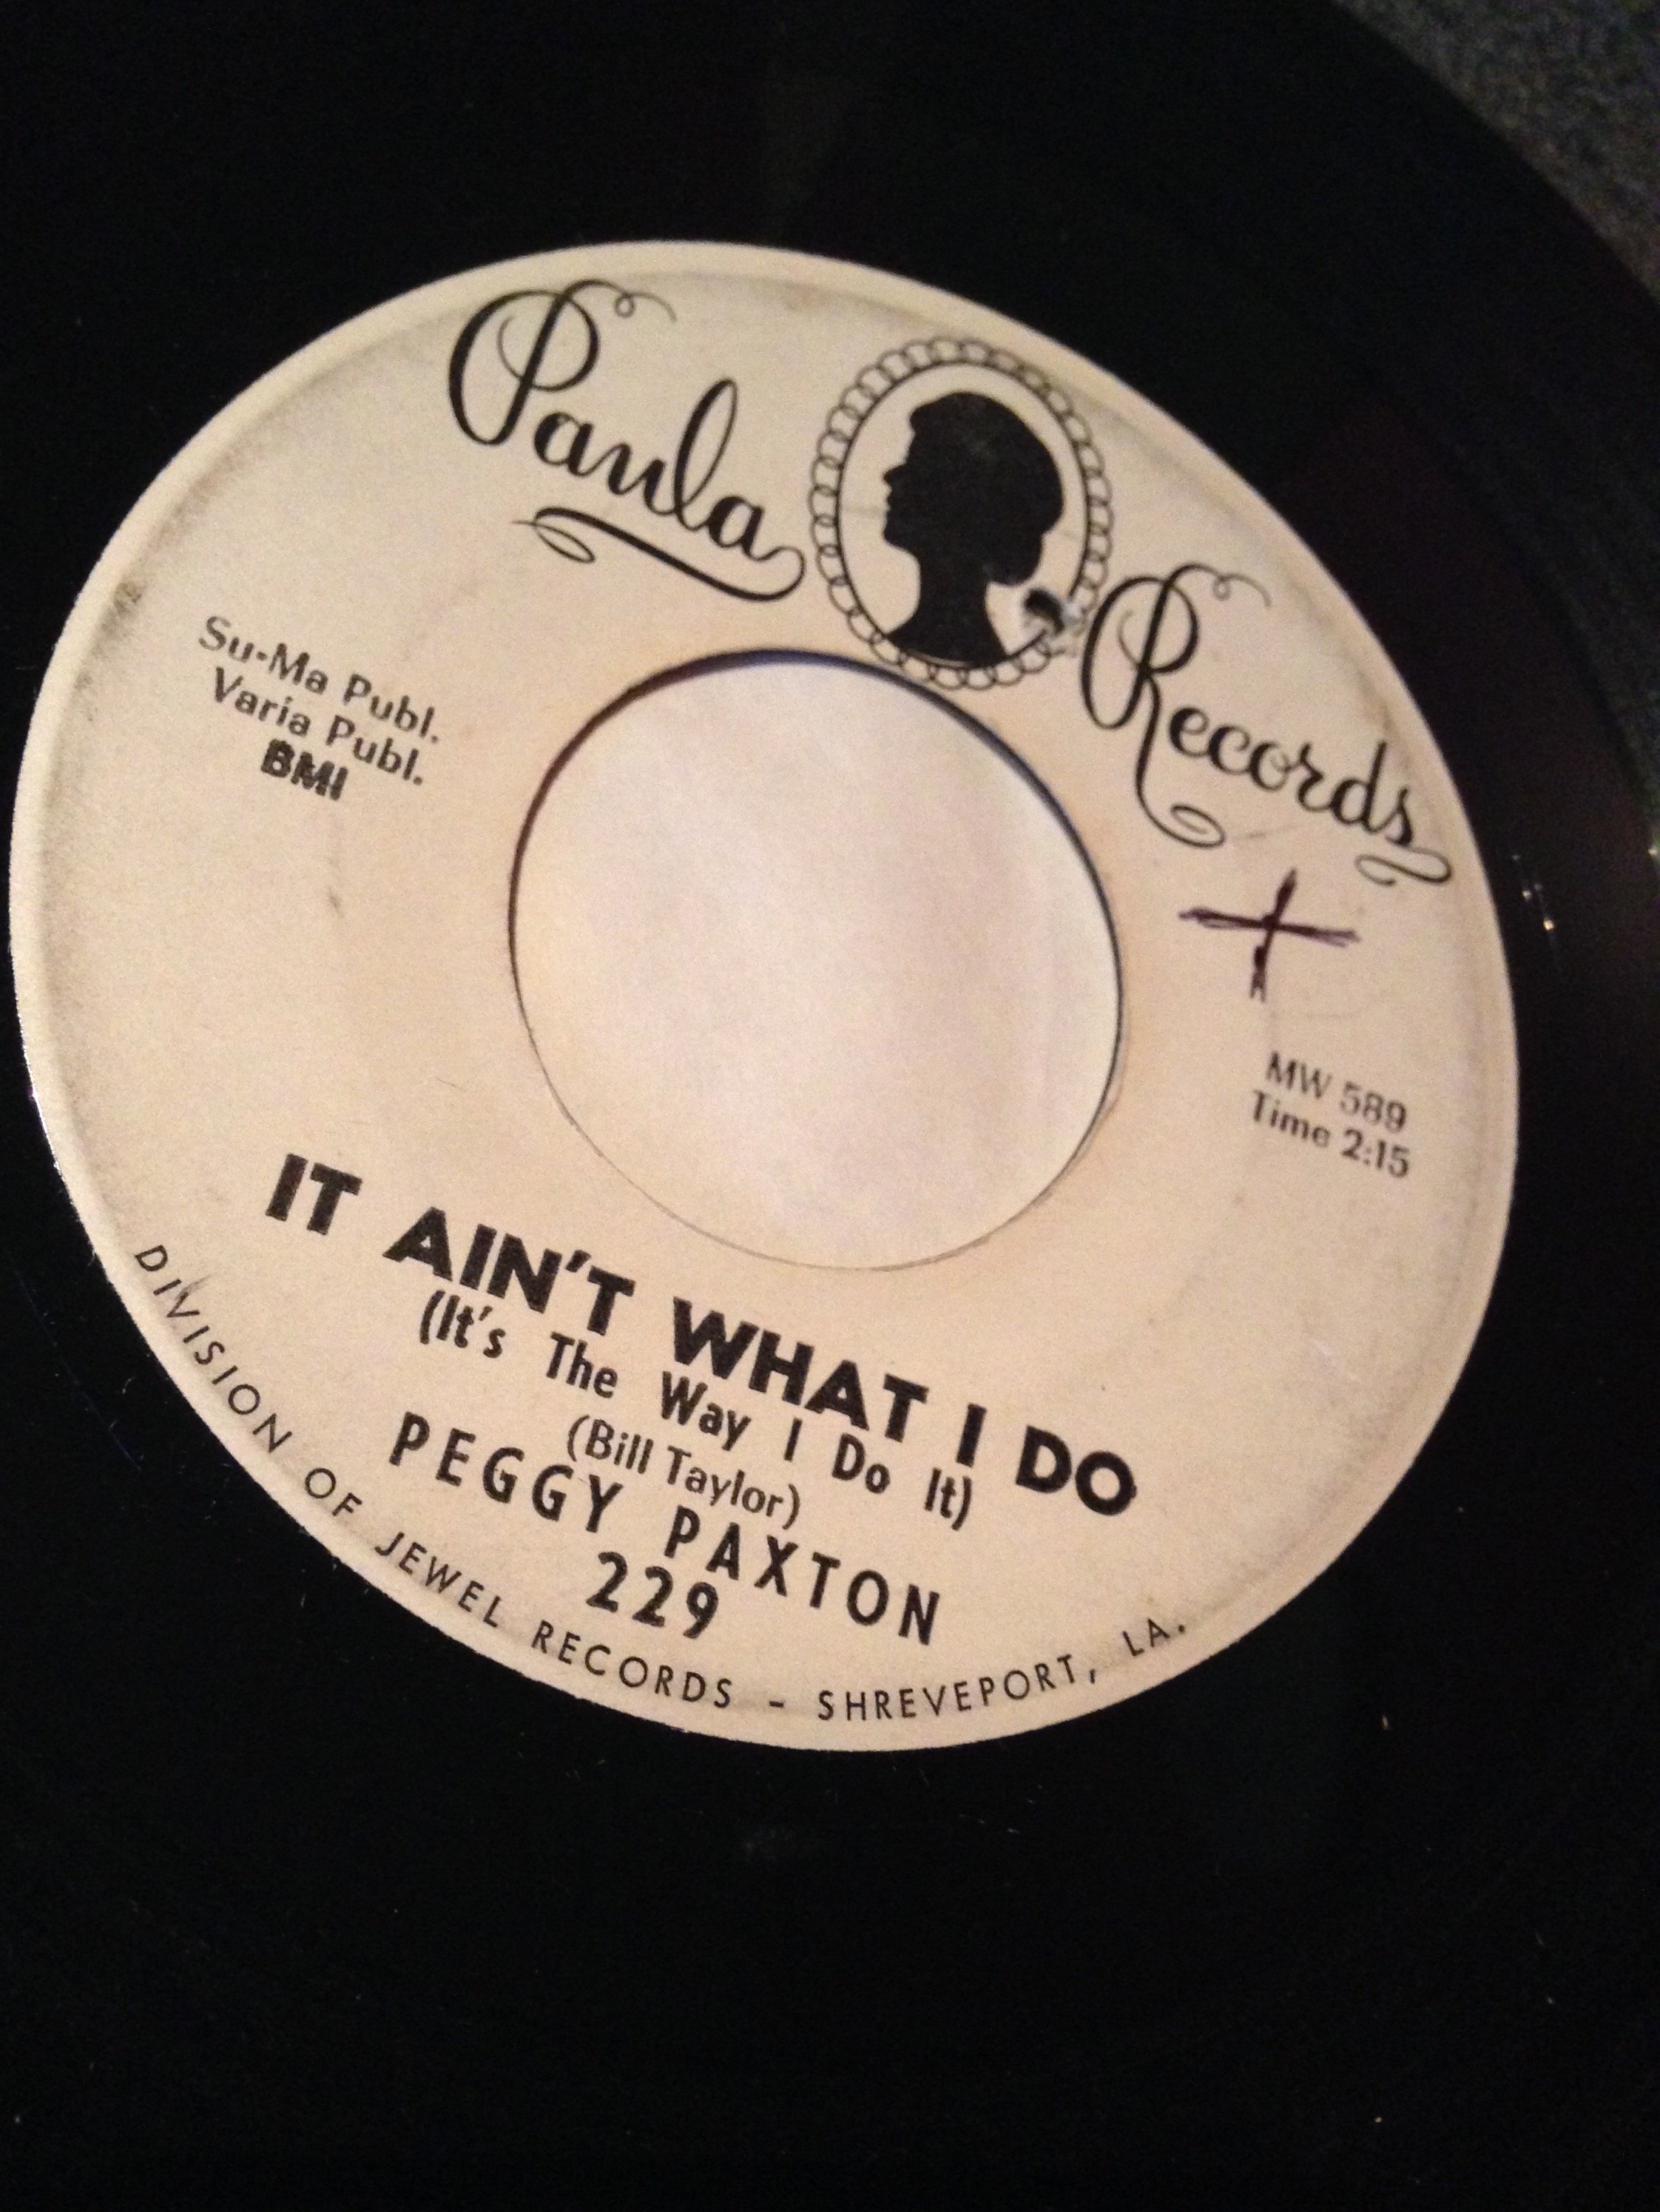 Paula Records
Su-Ma Publ.
Varia Publ.
BMI
+
MW 589
Time 2:15
IT AIN'T WHAT I DO
(It's The Way I Do It)
(Bill Taylor)
PEGGY PAXTON
229
DIVISION OF JEWEL RECORDS - SHREVEPORT, LA.